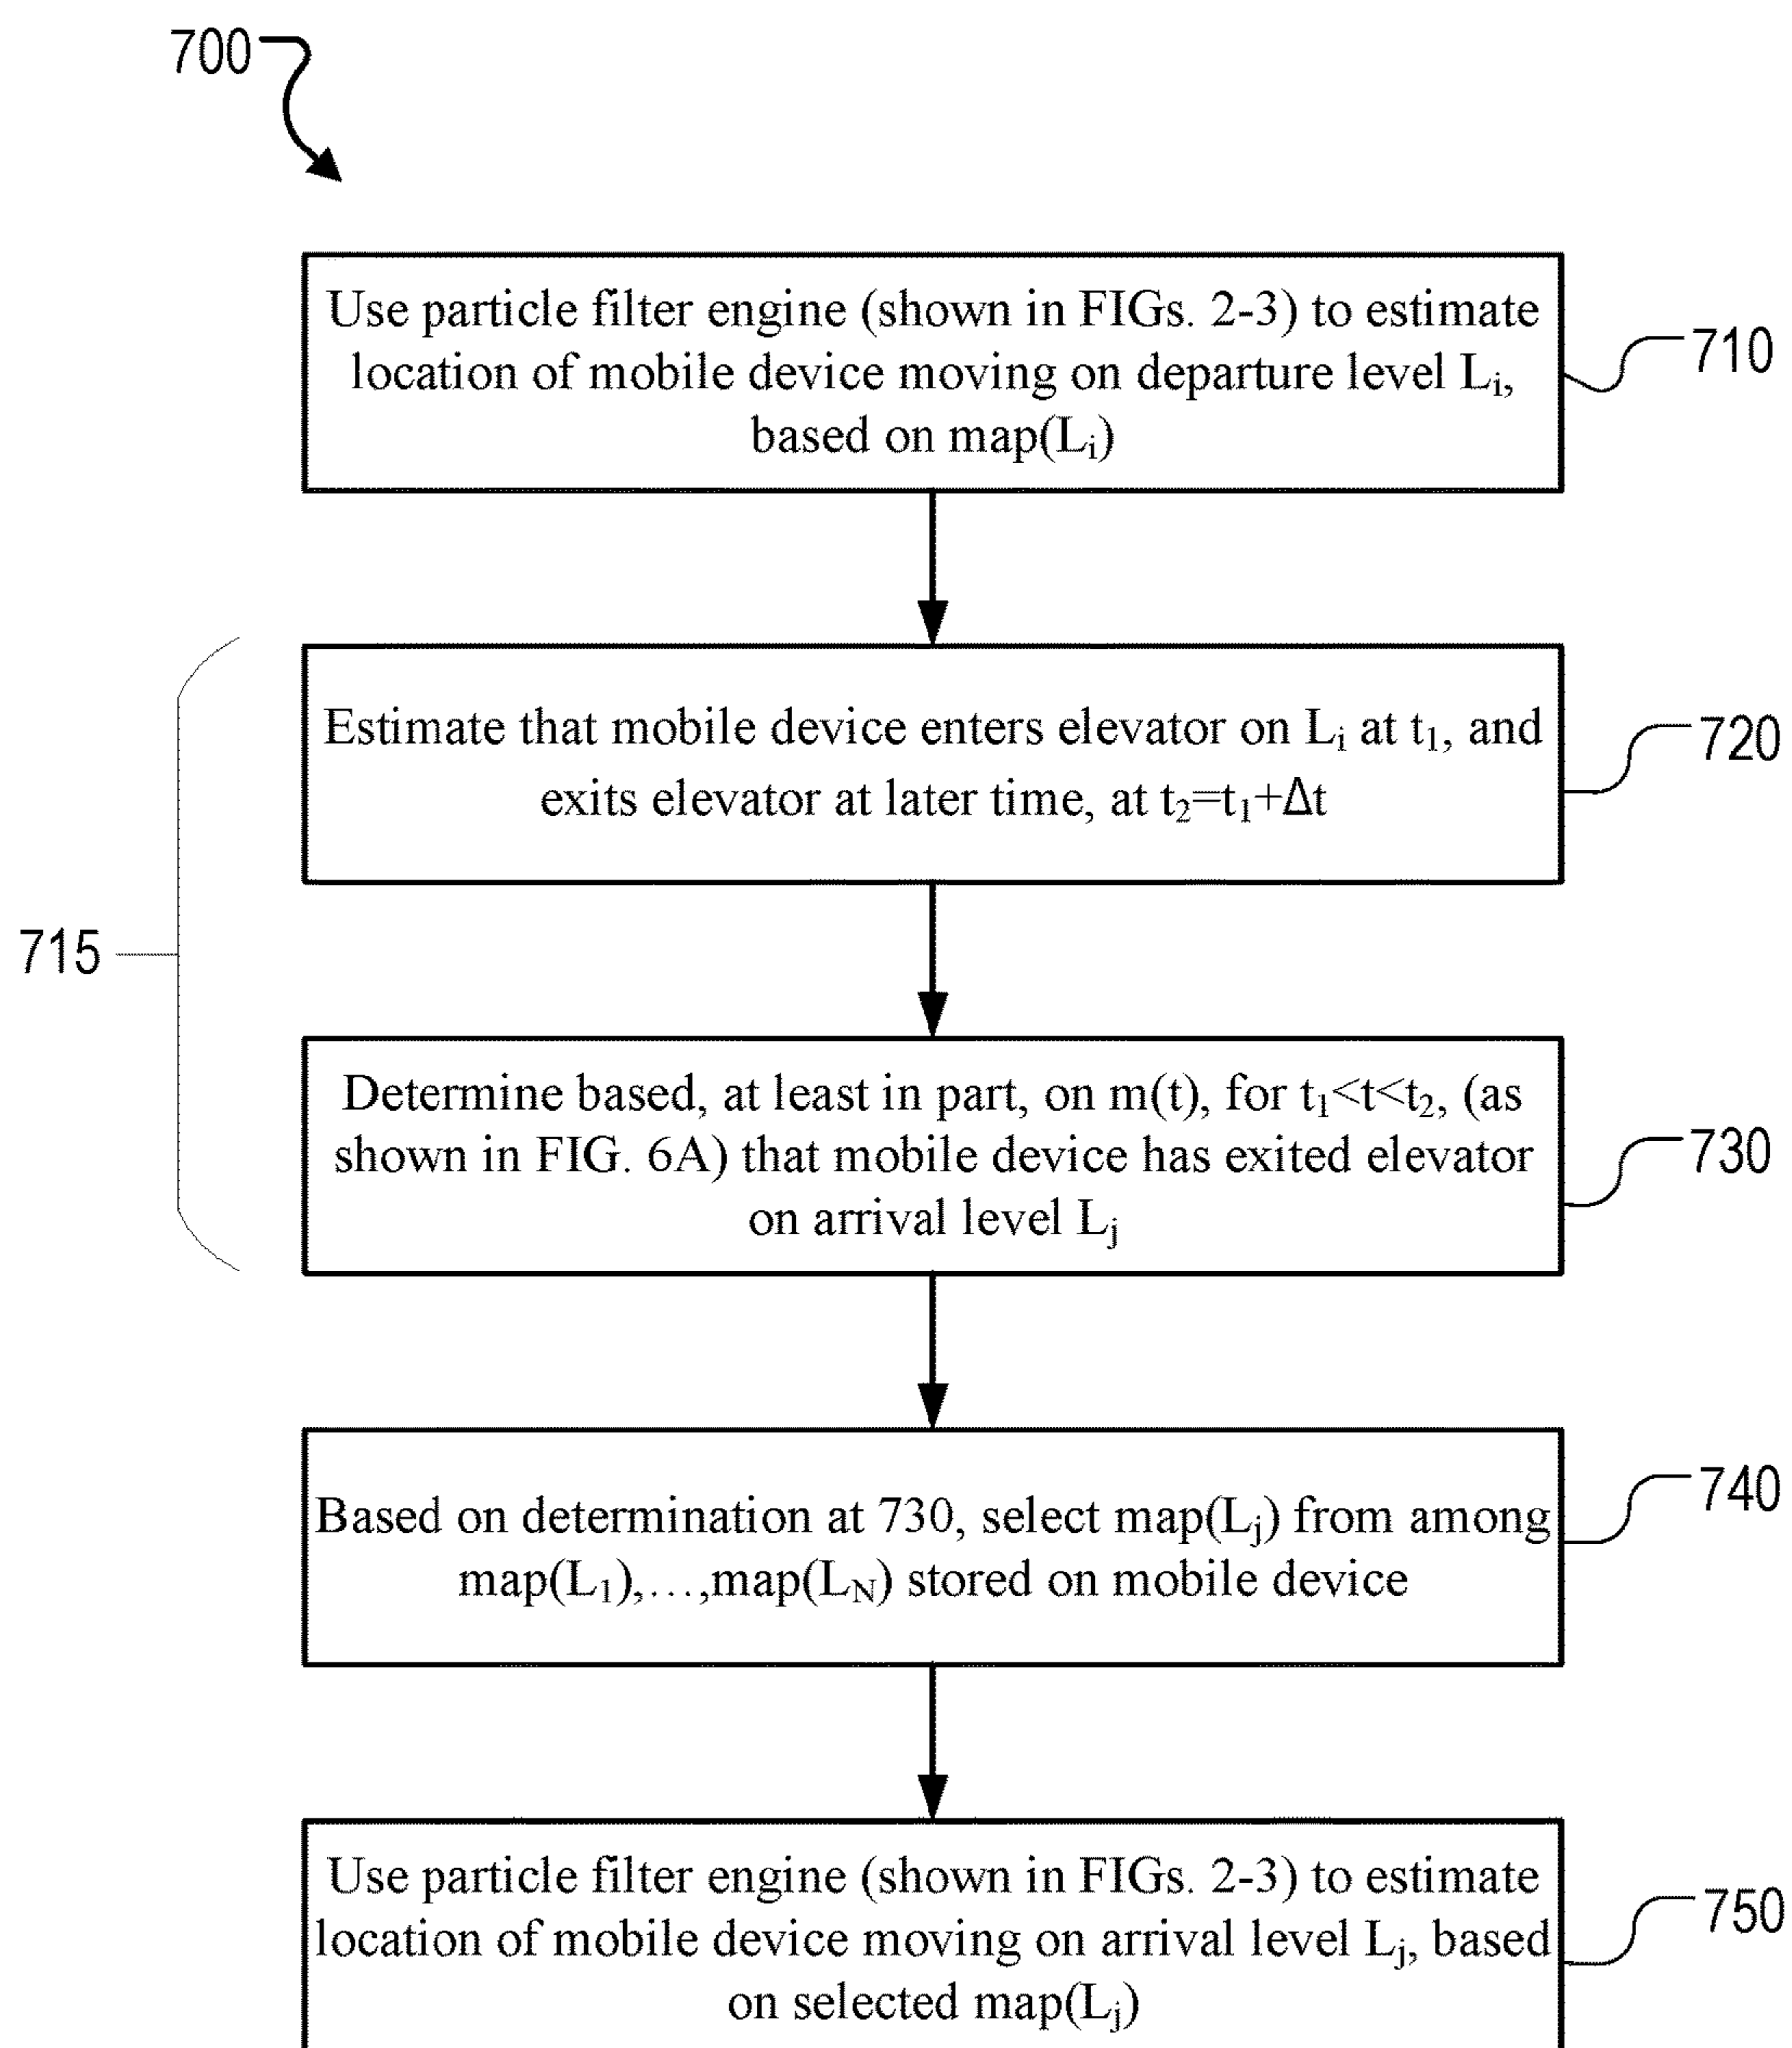 700
Use particle filter engine (shown in FIGs. 2-3) to estimate
location of mobile device moving on departure level Lᵢ,
based on map(Lᵢ)
710
715
Estimate that mobile device enters elevator on Lᵢ at t₁, and
exits elevator at later time, at t₂=t₁+Δt
720
Determine based, at least in part, on m(t), for t₁<t<t₂, (as
shown in FIG. 6A) that mobile device has exited elevator
on arrival level Lⱼ
730
Based on determination at 730, select map(Lⱼ) from among
map(L₁),...,map(L_N) stored on mobile device
740
Use particle filter engine (shown in FIGs. 2-3) to estimate
location of mobile device moving on arrival level Lⱼ, based
on selected map(Lⱼ)
750